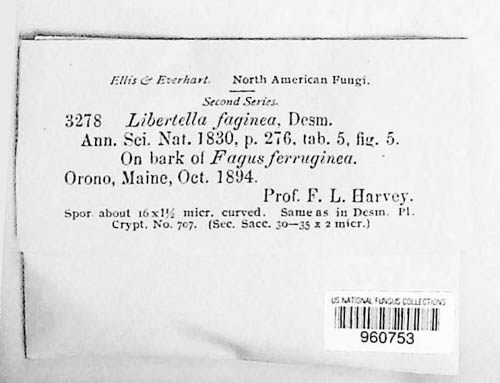 Ellis & Everhart. North American Fungi.
Second Series.
3278 Libertella faginea, Desm.
Ann. Sci. Nat. 1830, p. 276, tab. 5, fig. 5.
On bark of Fagus ferruginea.
Orono, Maine, Oct. 1894.
Prof. F. L. Harvey.
Spor about 16x1½ micr. curved. Same as in Desm. Pl.
Crypt. No. 707. (Sec. Sacc. 30—35 x 2 micr.)
US NATIONAL FUNGUS COLLECTIONS
960753